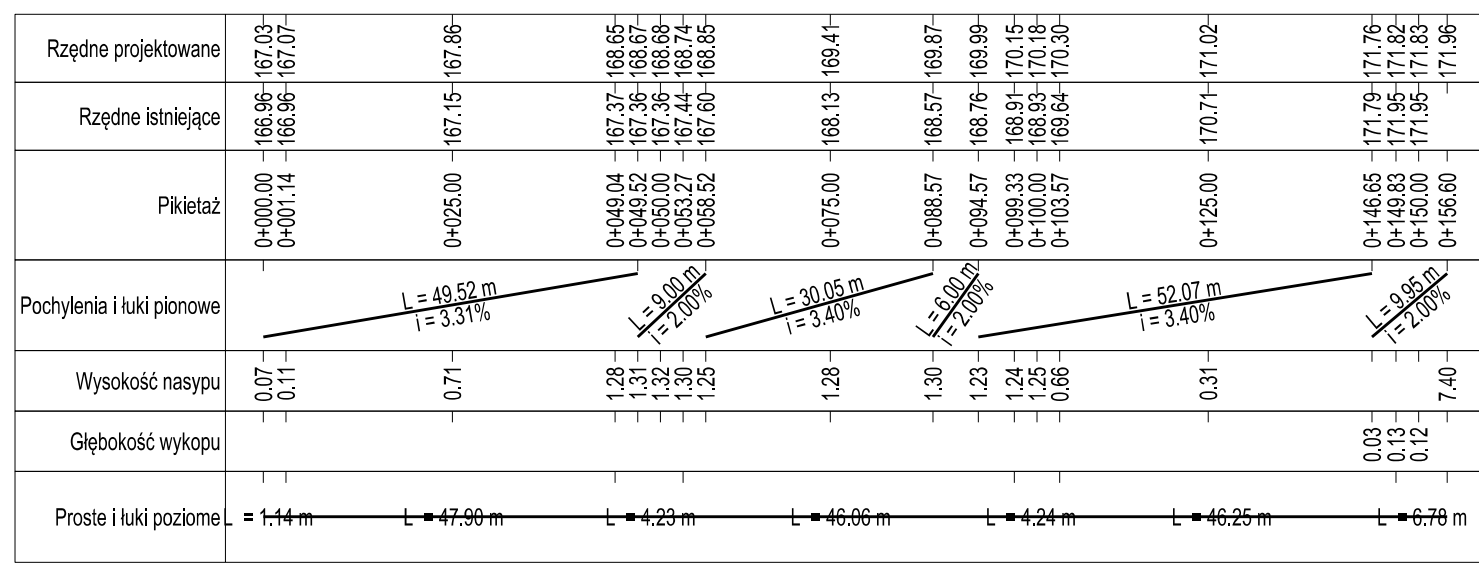 Rzędne projektowane 167.03 167.07 167.86 168.65 168.67 168.68 168.74 168.85 169.41 169.87 169.99 170.15 170.18 170.30 171.02 171.76 171.82 171.83 171.96
Rzędne istniejące 166.96 166.96 167.15 167.37 167.36 167.36 167.44 167.60 168.13 168.57 168.76 168.91 168.93 169.64 170.71 171.79 171.95 171.95
Pikietaż 0+000.00 0+001.14 0+025.00 0+049.04 0+049.52 0+050.00 0+053.27 0+058.52 0+075.00 0+088.57 0+094.57 0+099.33 0+100.00 0+103.57 0+125.00 0+146.65 0+149.83 0+150.00 0+156.60
Pochylenia i łuki pionowe
L = 49.52 m
i = 3.31%
L = 9.00 m
i = 2.00%
L = 30.05 m
i = 3.40%
L = 6.00 m
i = 2.00%
L = 52.07 m
i = 3.40%
L = 9.95 m
i = 2.00%
Wysokość nasypu 0.07 0.11 0.71 1.28 1.31 1.32 1.30 1.25 1.28 1.30 1.23 1.24 1.25 0.66 0.31 7.40
Głębokość wykopu 0.03 0.13 0.12
Proste i łuki poziome L = 1.14 m L = 47.90 m L = 4.23 m L = 46.06 m L = 4.24 m L = 46.25 m L = 6.78 m